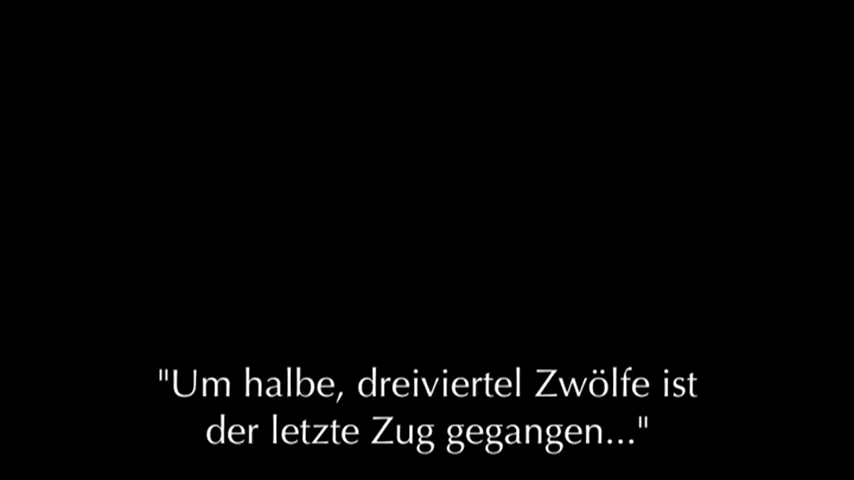 "Um halbe, dreiviertel Zwölfe ist
der letzte Zug gegangen..."